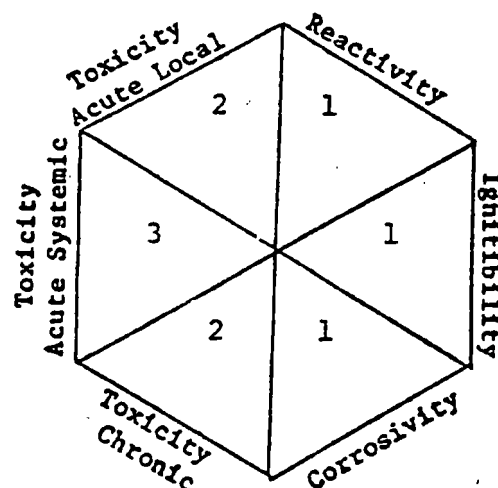 Toxicity
Acute Local
Reactivity
2
1
Toxicity
Acute Systemic
3
1
Ignitibility
2
1
Toxicity
Chronic
Corrosivity